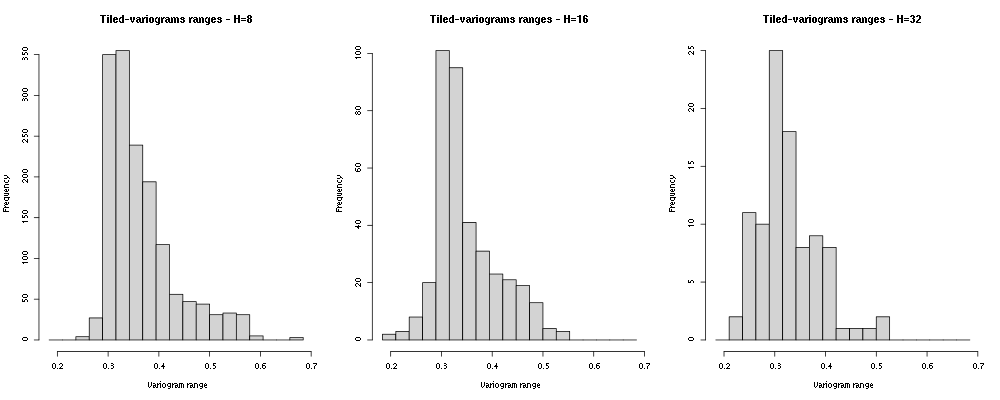 Tiled-variograms ranges - H=8
Frequency
350
300
250
200
150
100
50
0
0.2 0.3 0.4 0.5 0.6 0.7
Variogram range
Tiled-variograms ranges - H=16
Frequency
100
80
60
40
20
0
0.2 0.3 0.4 0.5 0.6 0.7
Variogram range
Tiled-variograms ranges - H=32
Frequency
25
20
15
10
5
0
0.2 0.3 0.4 0.5 0.6 0.7
Variogram range